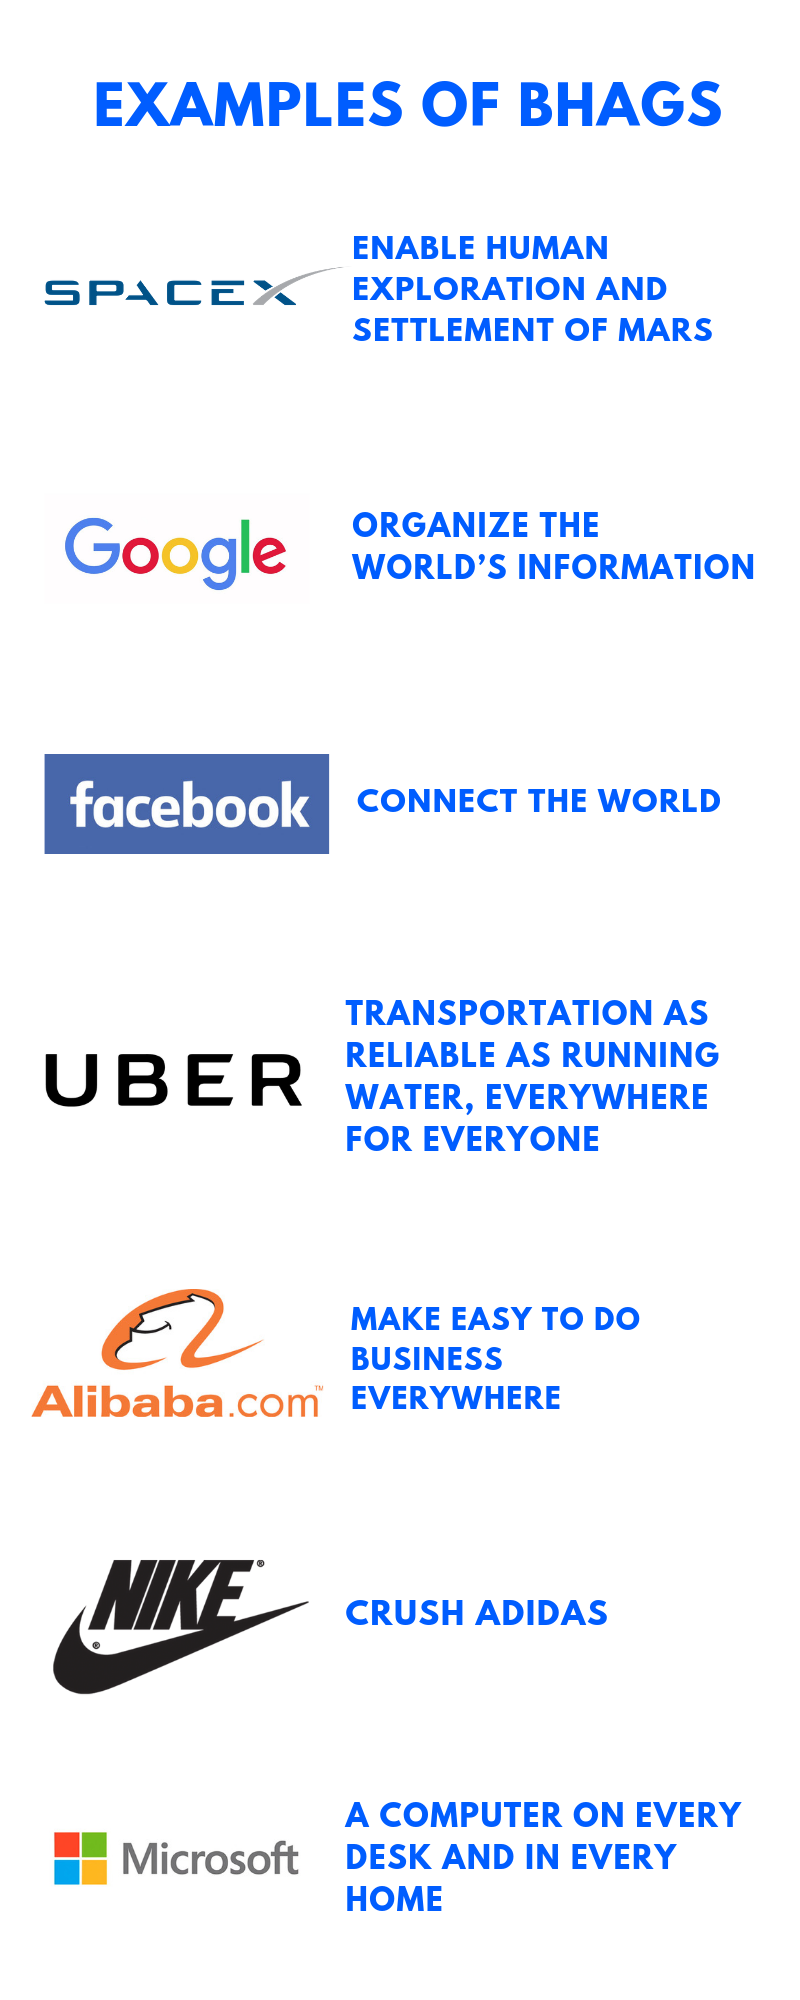 EXAMPLES OF BHAGS
SPACEX
ENABLE HUMAN
EXPLORATION AND
SETTLEMENT OF MARS
Google
ORGANIZE THE
WORLD’S INFORMATION
facebook
CONNECT THE WORLD
UBER
TRANSPORTATION AS
RELIABLE AS RUNNING
WATER, EVERYWHERE
FOR EVERYONE
Alibaba.com™
MAKE EASY TO DO
BUSINESS
EVERYWHERE
NIKE®
®
CRUSH ADIDAS
Microsoft
A COMPUTER ON EVERY
DESK AND IN EVERY
HOME